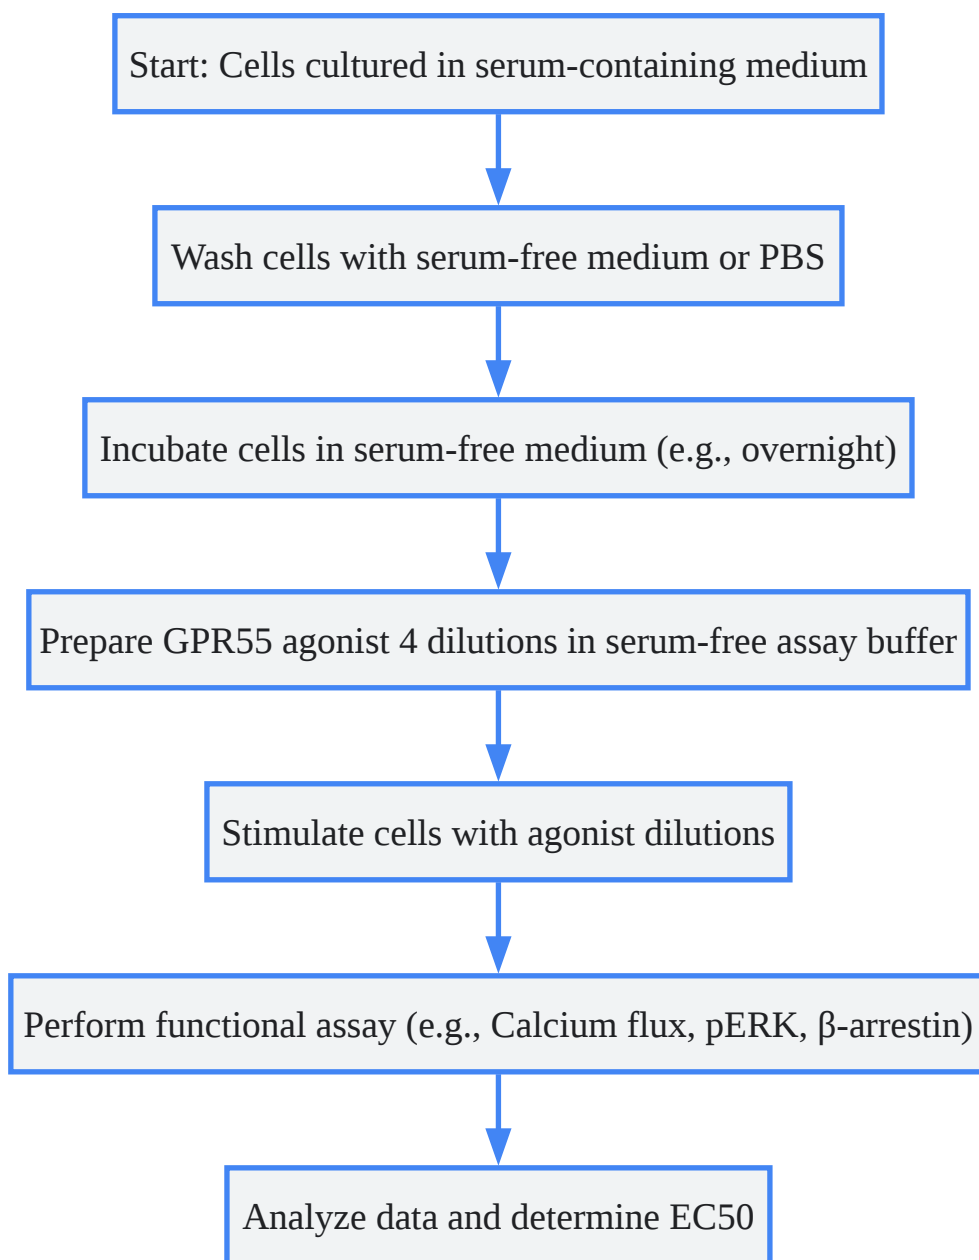 Start: Cells cultured in serum-containing medium
Wash cells with serum-free medium or PBS
Incubate cells in serum-free medium (e.g., overnight)
Prepare GPR55 agonist 4 dilutions in serum-free assay buffer
Stimulate cells with agonist dilutions
Perform functional assay (e.g., Calcium flux, pERK, β-arrestin)
Analyze data and determine EC50